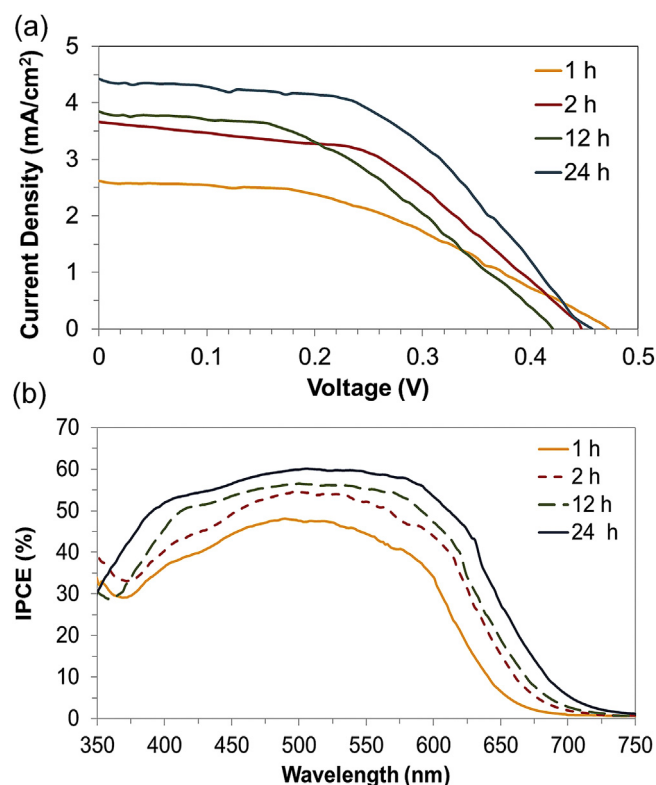 (a)
Current Density (mA/cm²)
5
4
3
2
1
0
0
0.1
0.2
0.3
0.4
0.5
Voltage (V)
1 h
2 h
12 h
24 h
(b)
IPCE (%)
70
60
50
40
30
20
10
0
350
400
450
500
550
600
650
700
750
Wavelength (nm)
1 h
2 h
12 h
24 h